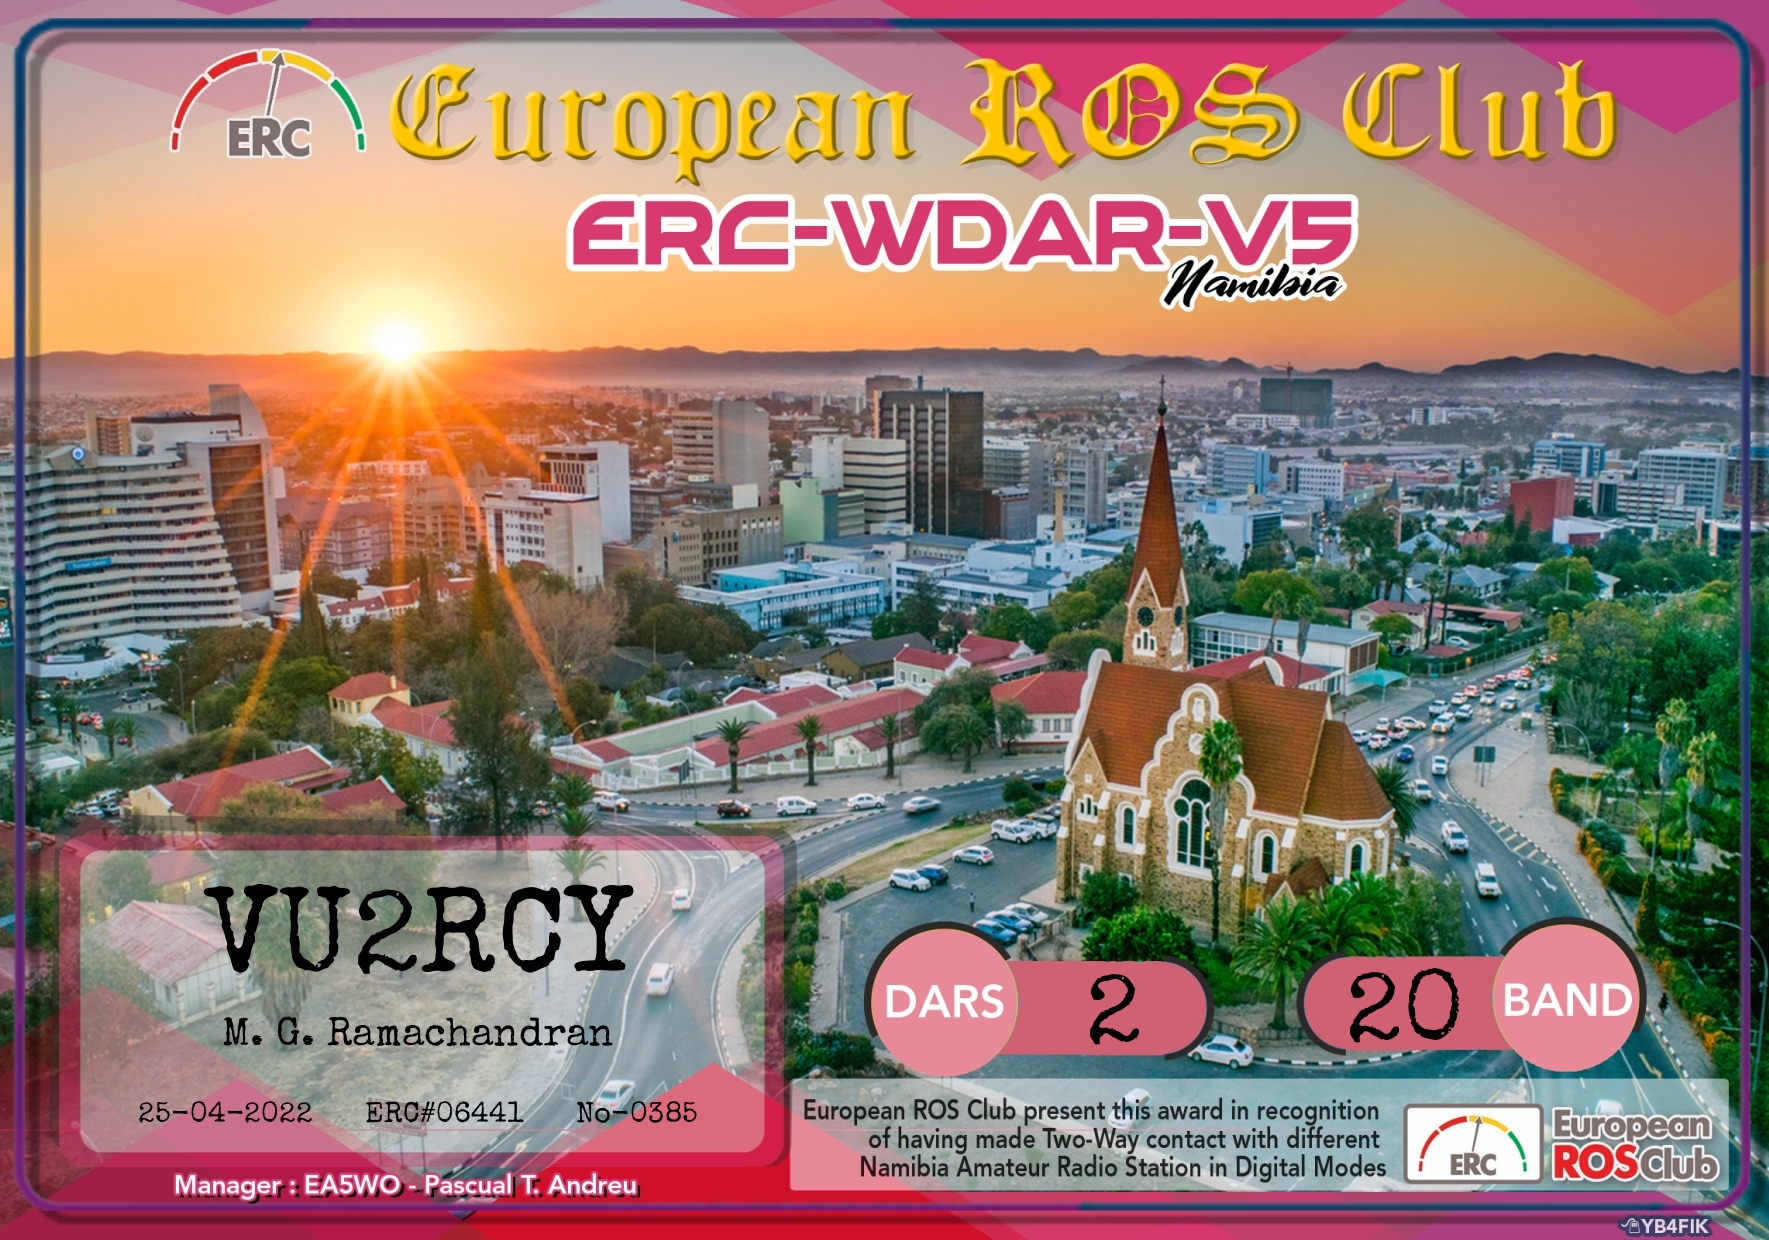 ERC
European ROS Club
ERC-WDAR-V5
Namibia
VU2RCY
M. G. Ramachandran
25-04-2022 ERC#06441 No-0385
Manager : EA5WO - Pascual T. Andreu
DARS 2
20 BAND
European ROS Club present this award in recognition
of having made Two-Way contact with different
Namibia Amateur Radio Station in Digital Modes
ERC
European
ROSClub
YB4FIK